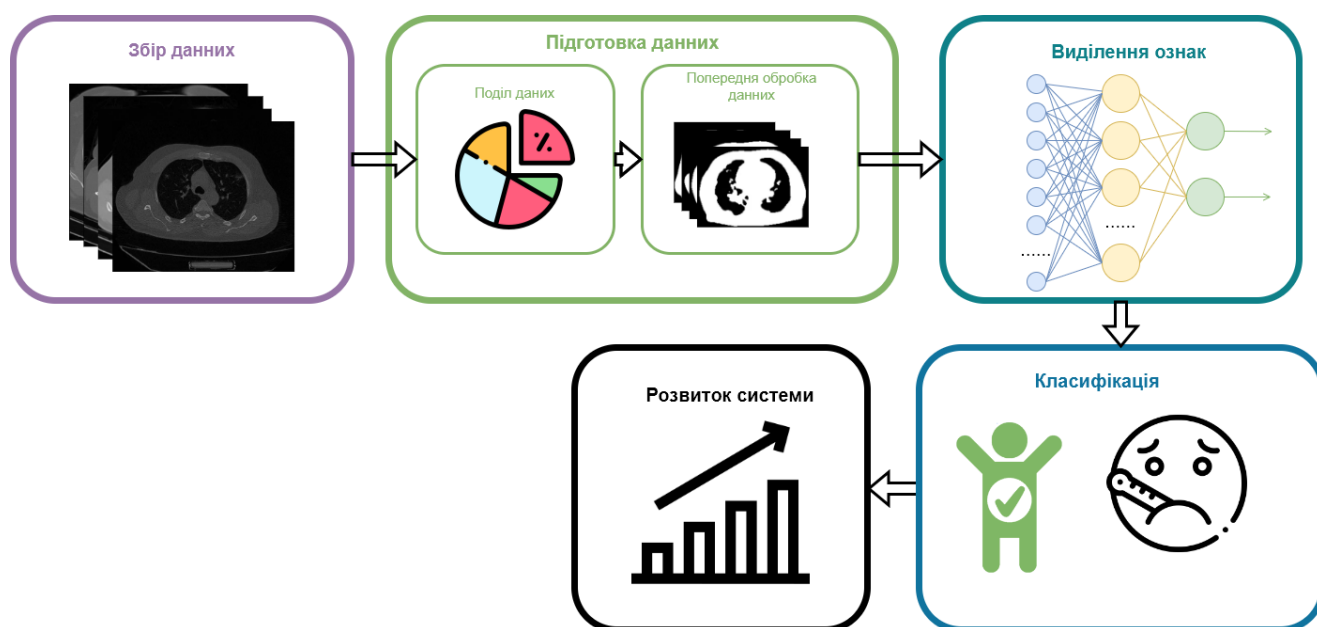 Збір данних
Підготовка данних
Поділ даних
Попередня обробка
данних
Виділення ознак
......
......
Класифікація
Розвиток системи